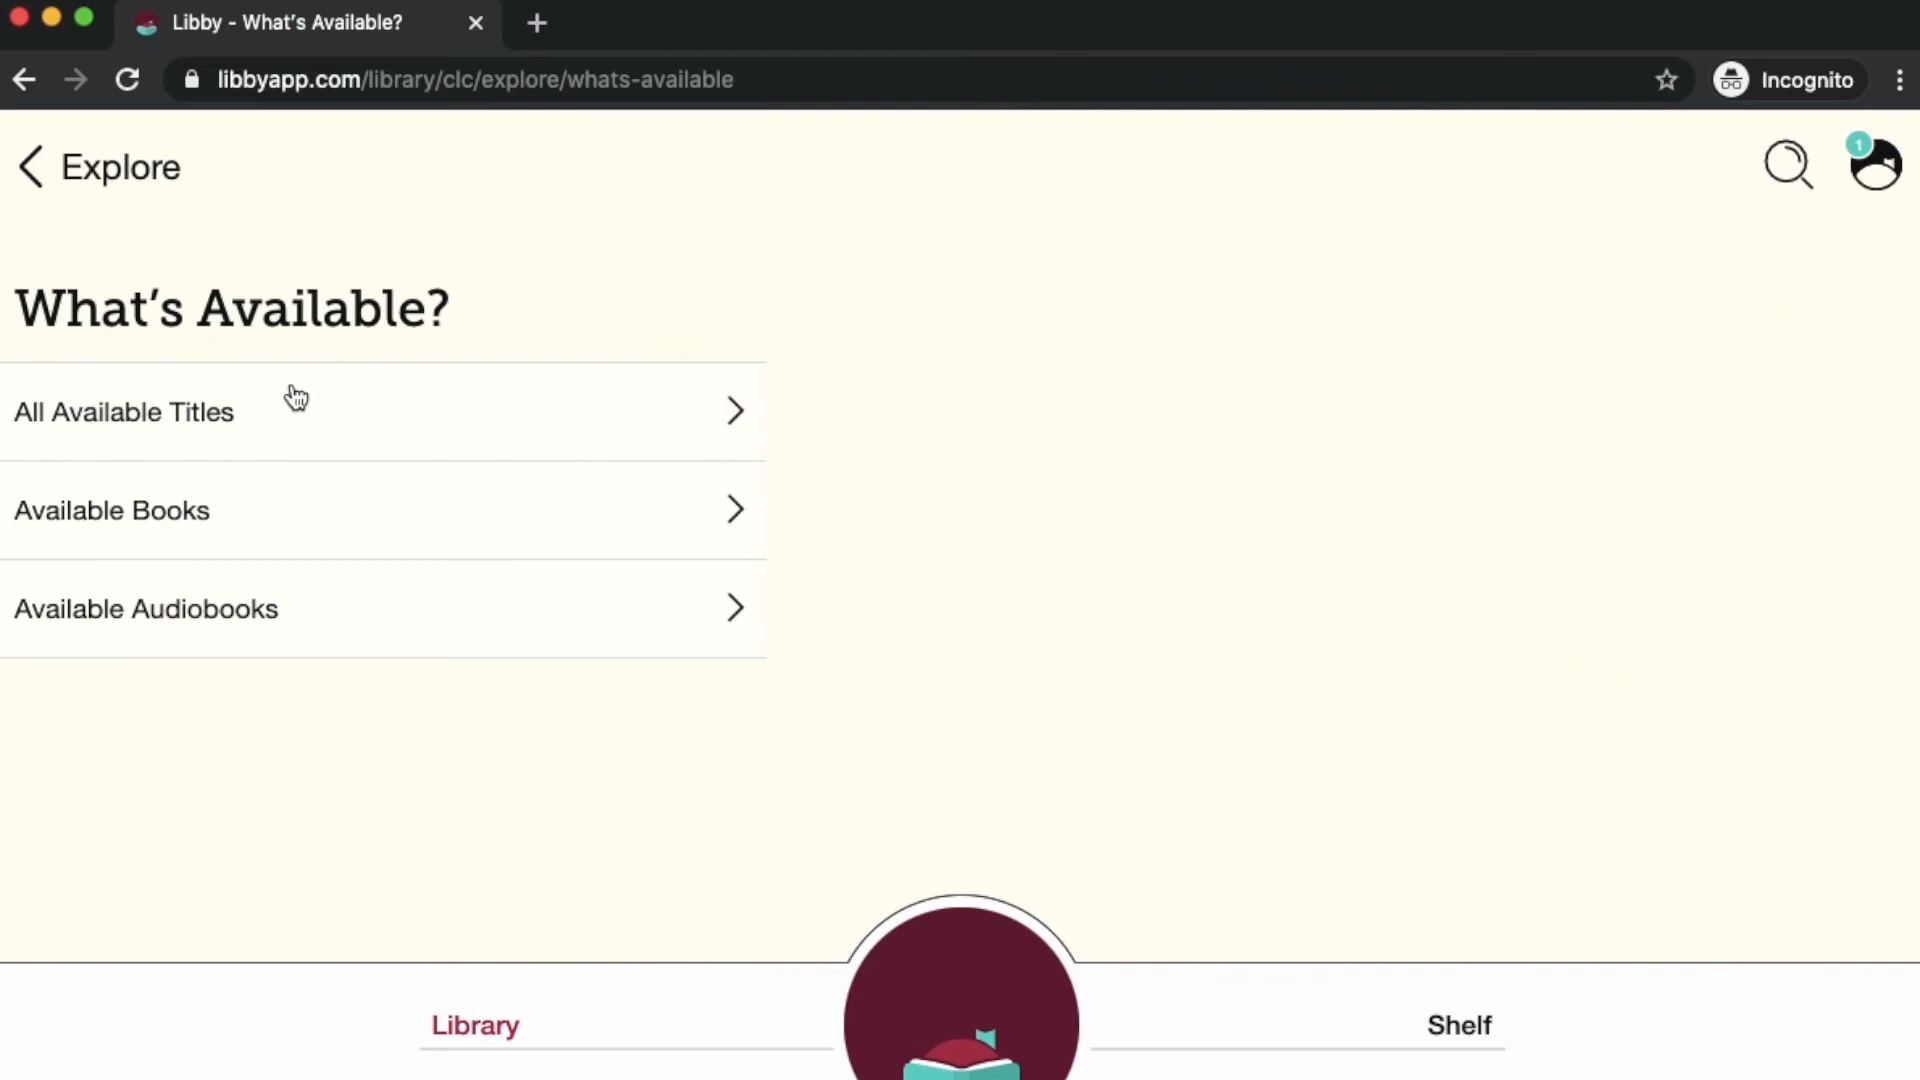 Libby - What's Available?
libbyapp.com/library/clc/explore/whats-available
Incognito
Explore
1
What's Available?
All Available Titles
Available Books
Available Audiobooks
Library
Shelf